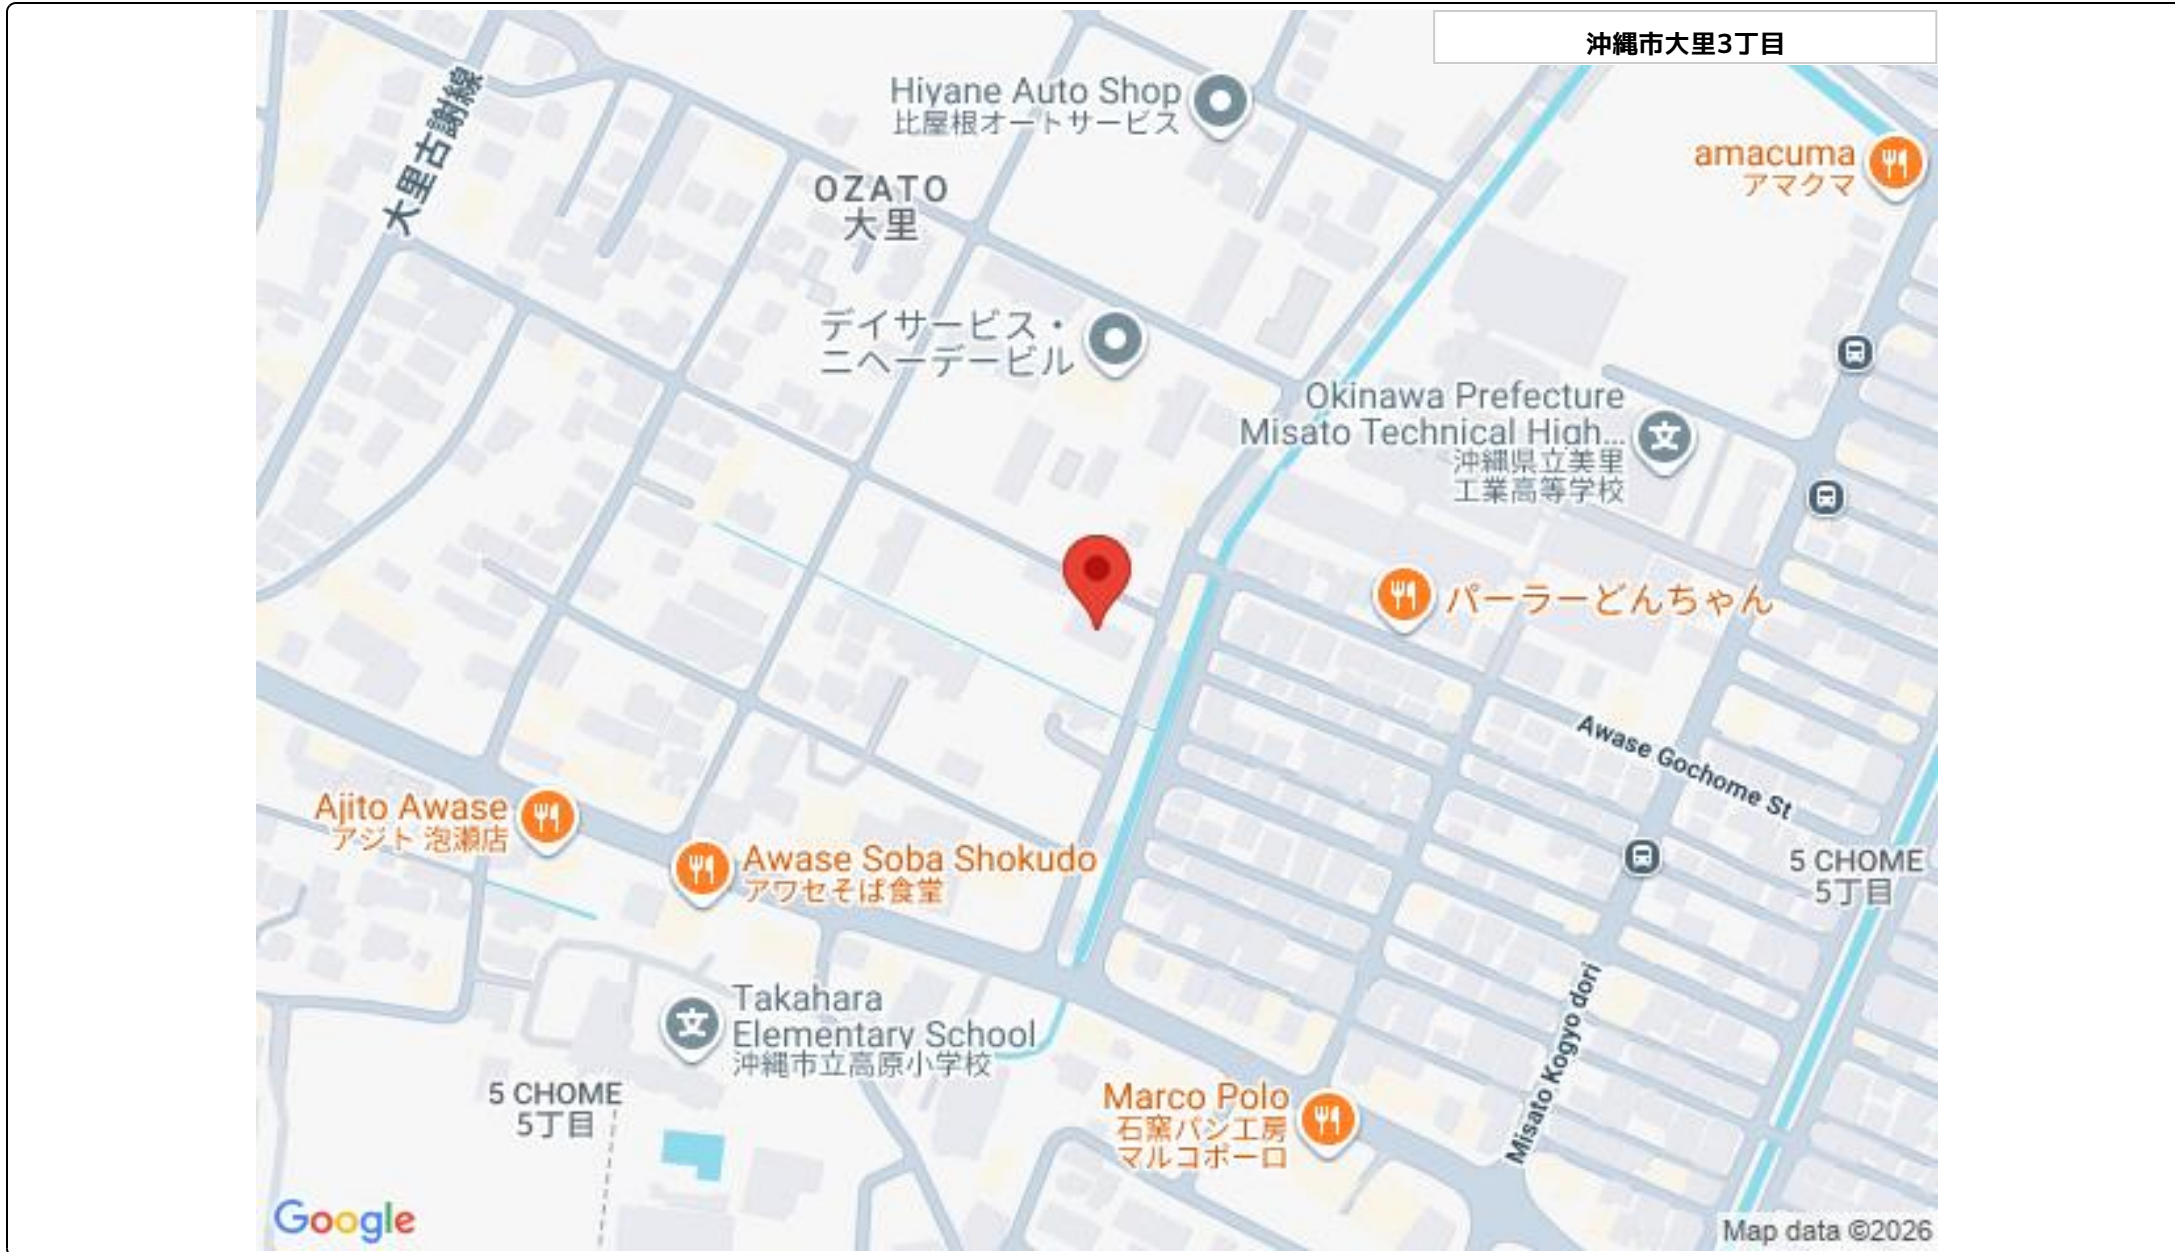 沖縄市大里3丁目
大里古謝線
Hiyane Auto Shop
比屋根オートサービス
amacuma
アマクマ
OZATO
大里
デイサービス・
ニヘーデービル
Okinawa Prefecture
Misato Technical High...
沖縄県立美里
工業高等学校
パーラーどんちゃん
Awase Gochome St
Ajito Awase
アジト 泡瀬店
Awase Soba Shokudo
アワセそば食堂
5 CHOME
5丁目
Takahara
Elementary School
沖縄市立高原小学校
Misato Kogyo dori
5 CHOME
5丁目
Marco Polo
石窯パン工房
マルコポーロ
Google
Map data ©2026